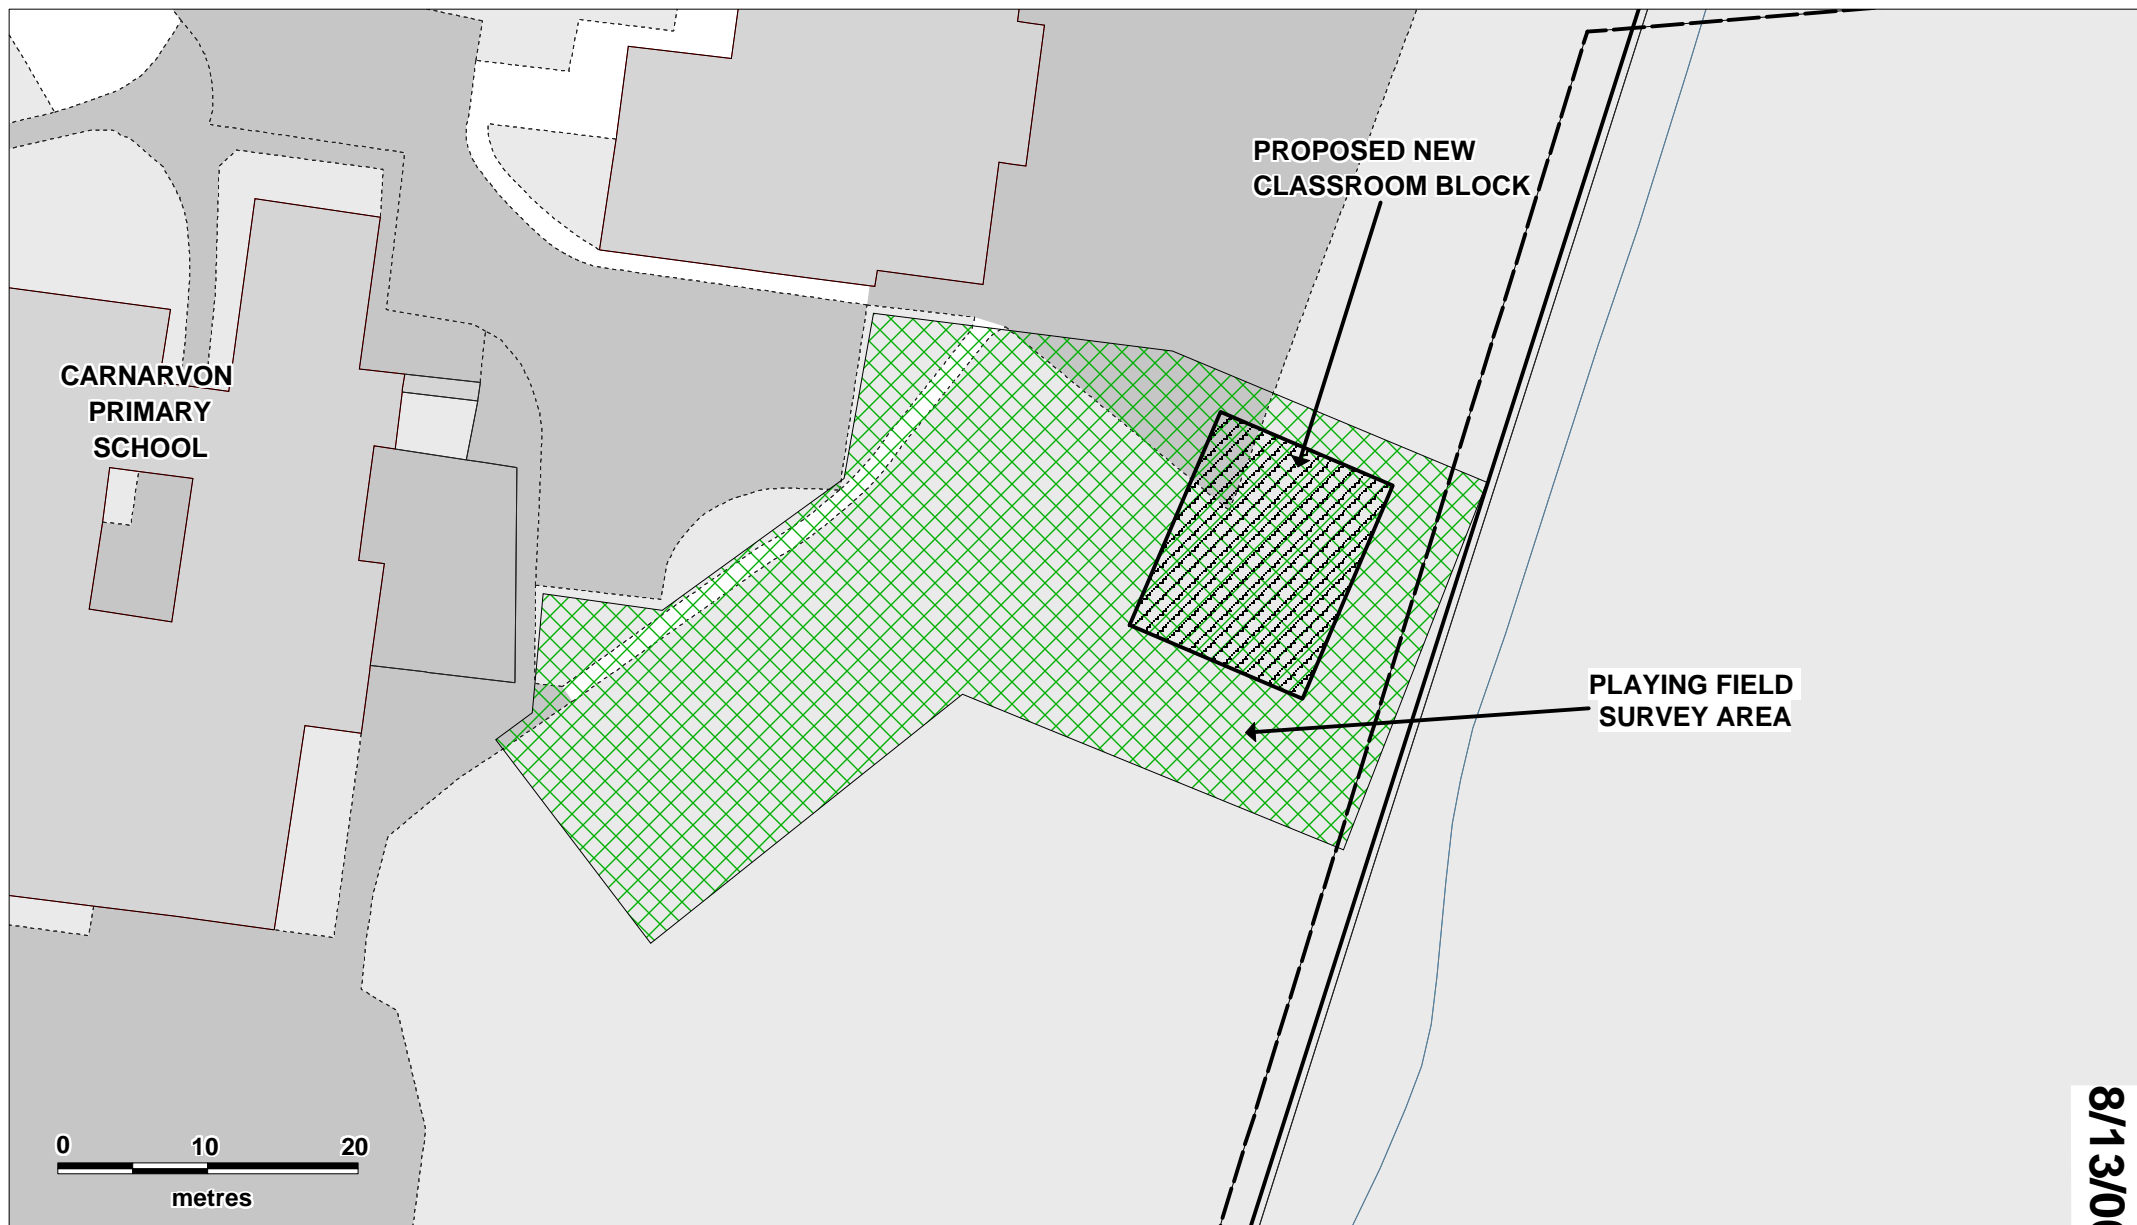 PROPOSED NEW
CLASSROOM BLOCK
CARNARVON
PRIMARY
SCHOOL
PLAYING FIELD
SURVEY AREA
0 10 20
metres
8/13/0